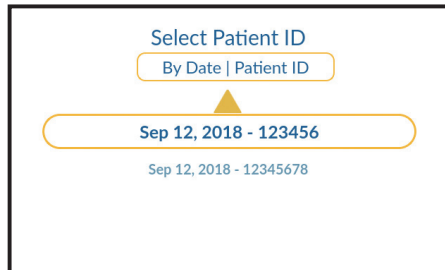 Select Patient ID
By Date | Patient ID
Sep 12, 2018 - 123456
Sep 12, 2018 - 12345678